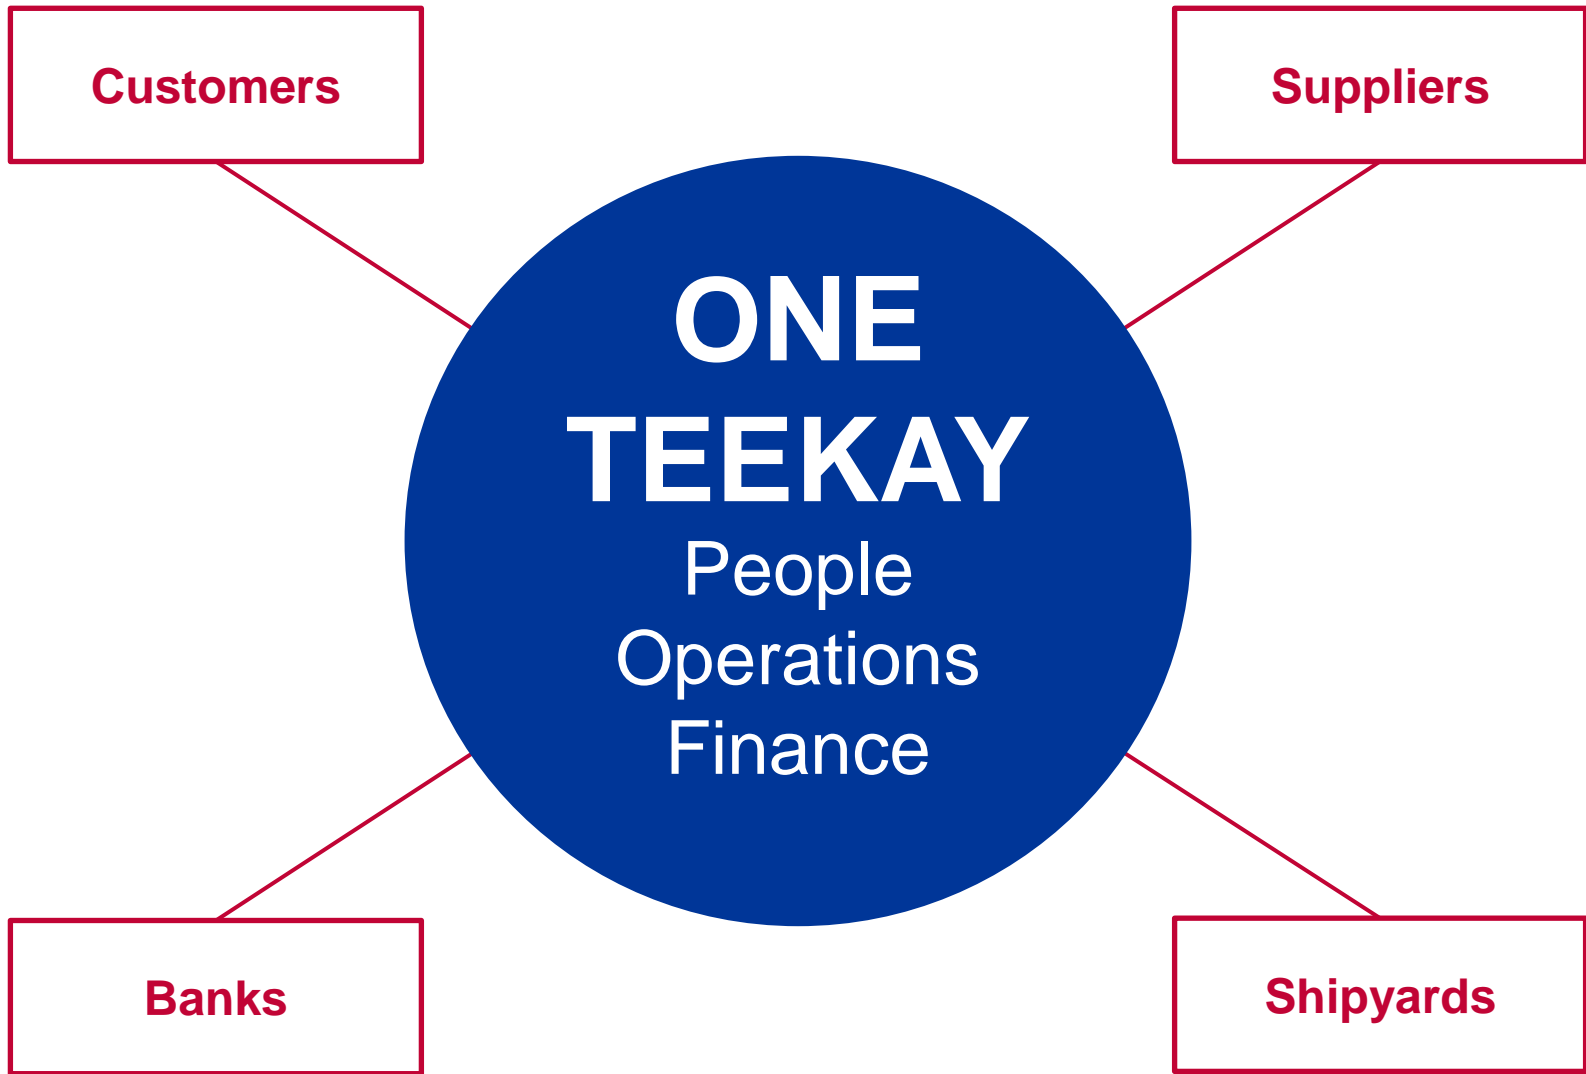 Customers
Suppliers
ONE
TEEKAY
People
Operations
Finance
Banks
Shipyards